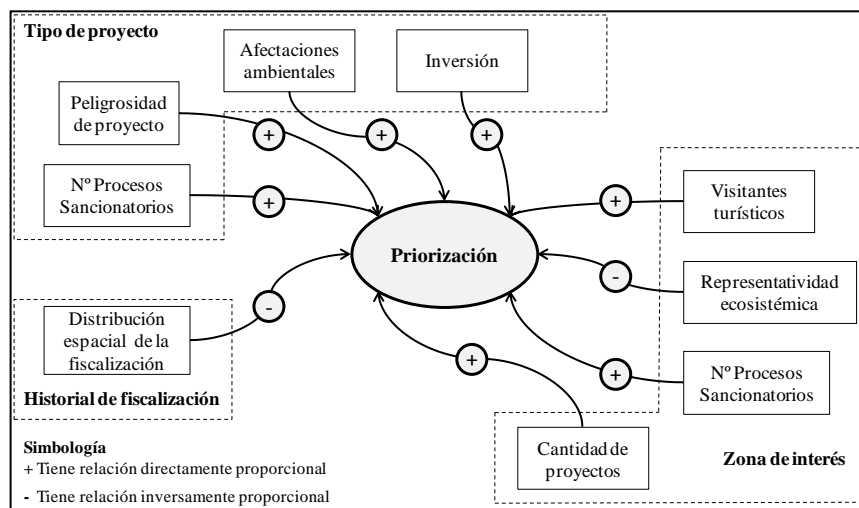 Tipo de proyecto
Afectaciones
ambientales
Inversión
Peligrosidad
de proyecto
+
+
+
Nº Procesos
Sancionatorios
+
Visitantes
turísticos
+
Priorización
Representatividad
ecosistémica
-
Distribución
espacial de la
fiscalización
-
Historial de fiscalización
Nº Procesos
Sancionatorios
+
+
Cantidad de
proyectos
Zona de interés
Simbología
+ Tiene relación directamente proporcional
- Tiene relación inversamente proporcional